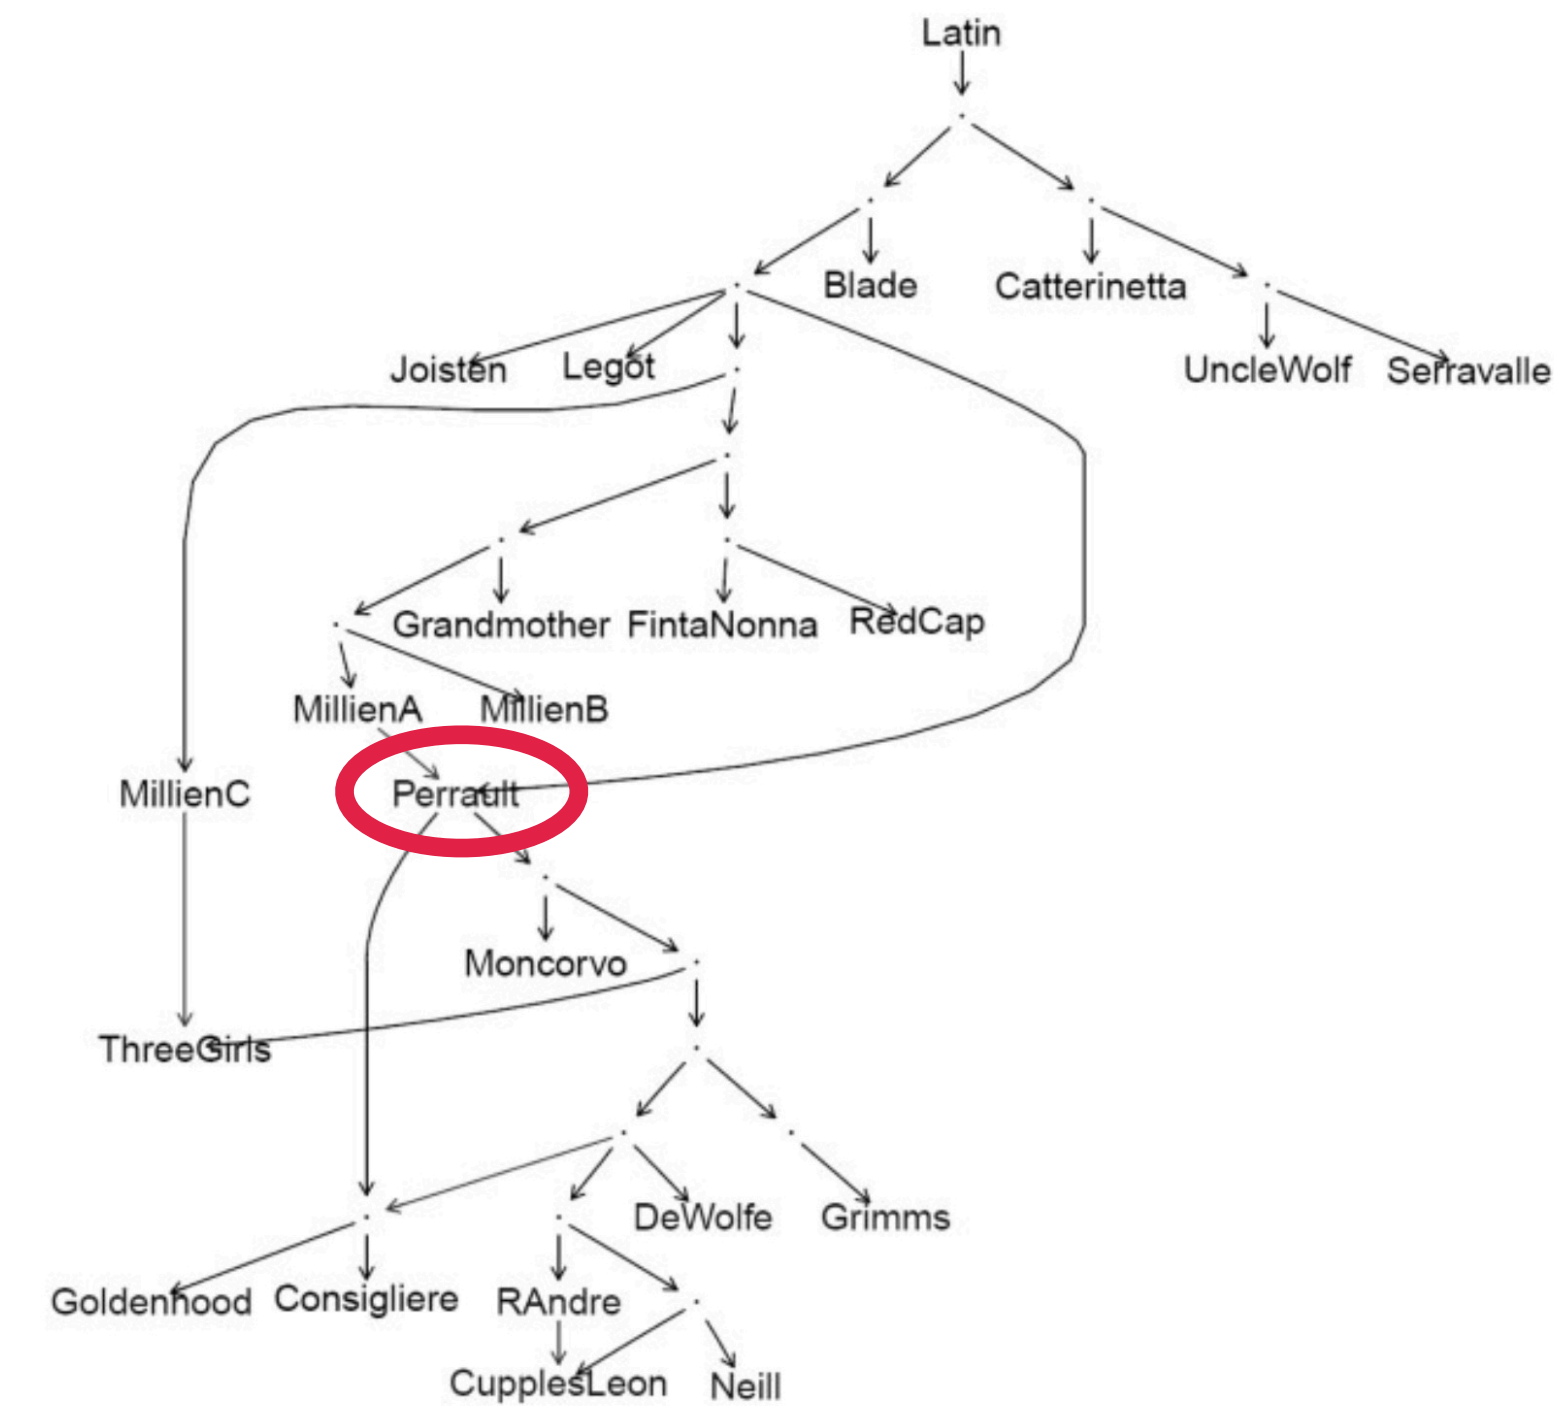 Latin
Blade
Catterinetta
Joisten
Legot
UncleWolf
Serravalle
Grandmother
FintaNonna
RedCap
MillienA
MillienB
MillienC
Perrault
Moncorvo
ThreeGirls
DeWolfe
Grimms
Goldenhood
Consigliere
RAndre
CupplesLeon
Neill